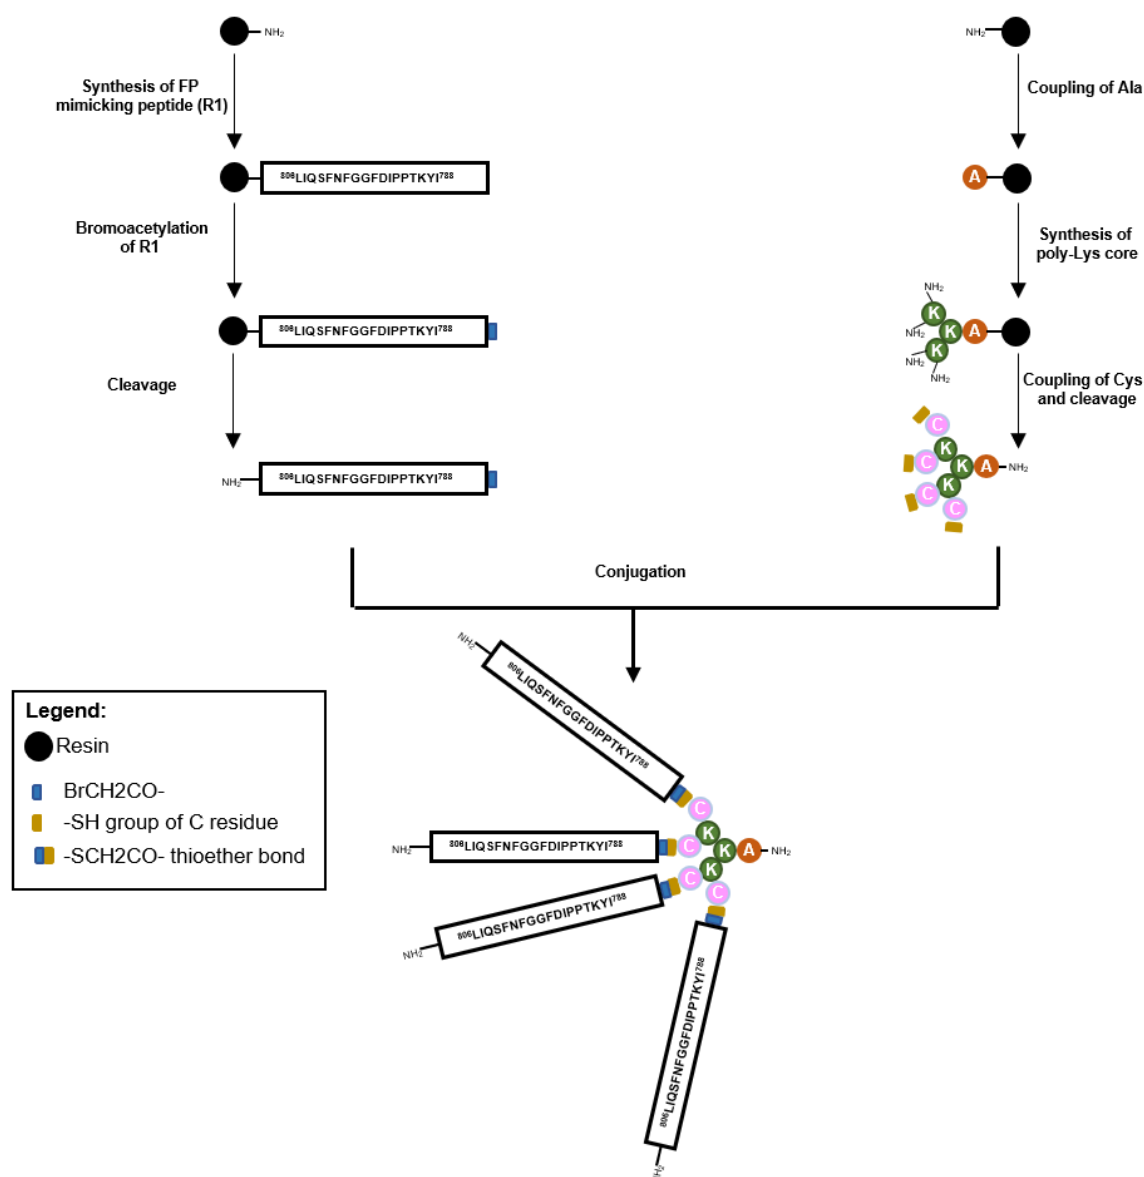 NH₂
NH₂
Synthesis of FP
mimicking peptide (R1)
Coupling of Ala
⁸⁰⁶LIQSFNFGGFDIPPTKYI⁷⁸⁸
A
Bromoacetylation
of R1
Synthesis of
poly-Lys core
NH₂
NH₂
NH₂
NH₂
K
K
K
A
⁸⁰⁶LIQSFNFGGFDIPPTKYI⁷⁸⁸
Cleavage
Coupling of Cys
and cleavage
NH₂
⁸⁰⁶LIQSFNFGGFDIPPTKYI⁷⁸⁸
C
C
C
C
K
K
K
A
NH₂
Conjugation
NH₂
⁸⁰⁶LIQSFNFGGFDIPPTKYI⁷⁸⁸
NH₂
⁸⁰⁶LIQSFNFGGFDIPPTKYI⁷⁸⁸
NH₂
⁸⁰⁶LIQSFNFGGFDIPPTKYI⁷⁸⁸
NH₂
⁸⁰⁶LIQSFNFGGFDIPPTKYI⁷⁸⁸
C
C
C
C
K
K
K
A
NH₂
Legend:
Resin
BrCH2CO-
-SH group of C residue
-SCH2CO- thioether bond